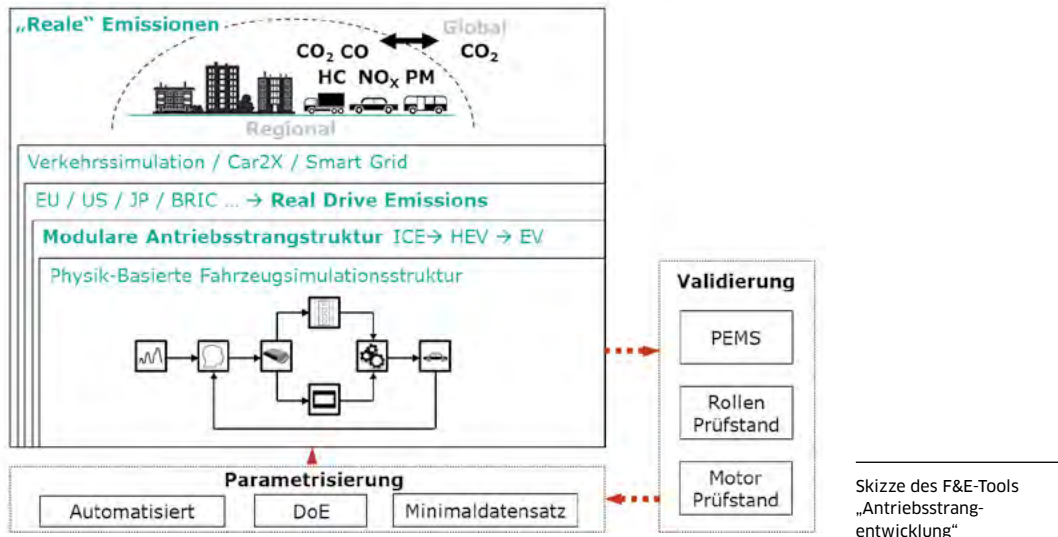 „Reale“ Emissionen
Global
CO₂ CO
CO₂
HC NOₓ PM
Regional
Verkehrssimulation / Car2X / Smart Grid
EU / US / JP / BRIC ... → Real Drive Emissions
Modulare Antriebsstrangstruktur ICE→ HEV → EV
Physik-Basierte Fahrzeugsimulationsstruktur
Validierung
PEMS
Rollen
Prüfstand
Motor
Prüfstand
Parametrisierung
Automatisiert
DoE
Minimaldatensatz
Skizze des F&E-Tools
„Antriebsstrang-
entwicklung“